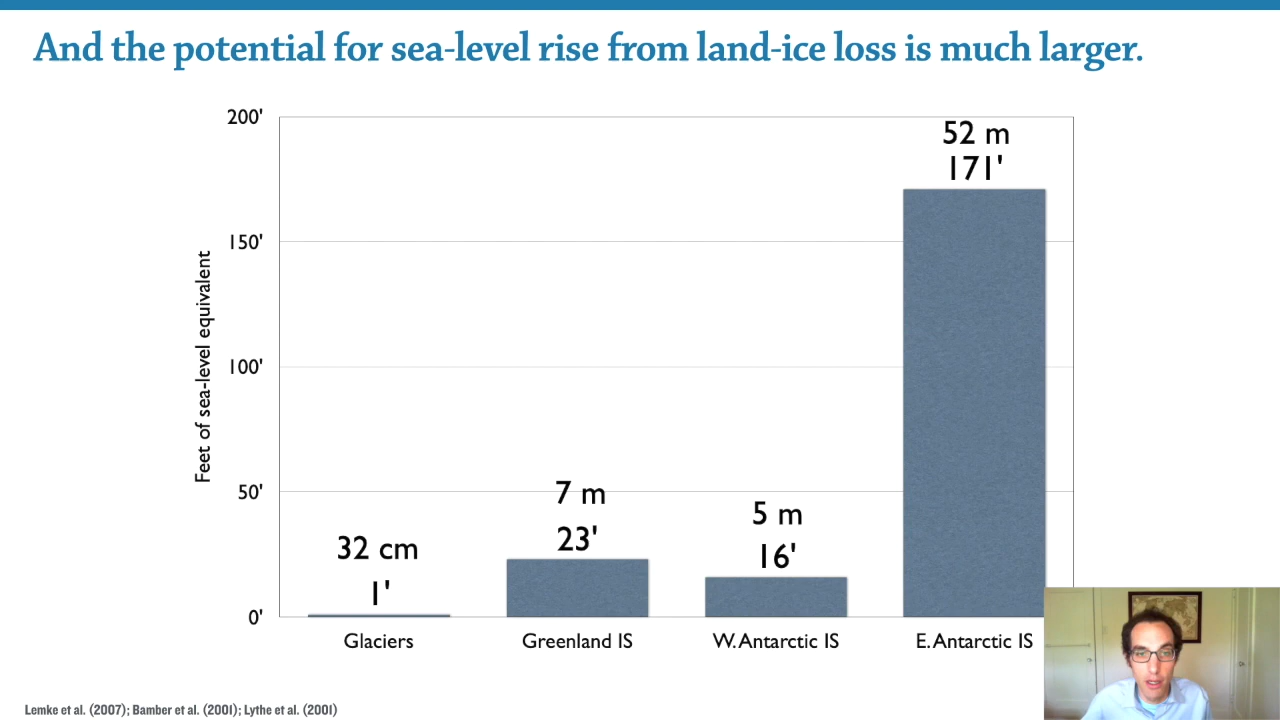 And the potential for sea-level rise from land-ice loss is much larger.
200'
150'
100'
50'
0'
Feet of sea-level equivalent
32 cm
1'
7 m
23'
5 m
16'
52 m
171'
Glaciers
Greenland IS
W. Antarctic IS
E. Antarctic IS
Lemke et al. (2007); Bamber et al. (2001); Lythe et al. (2001)